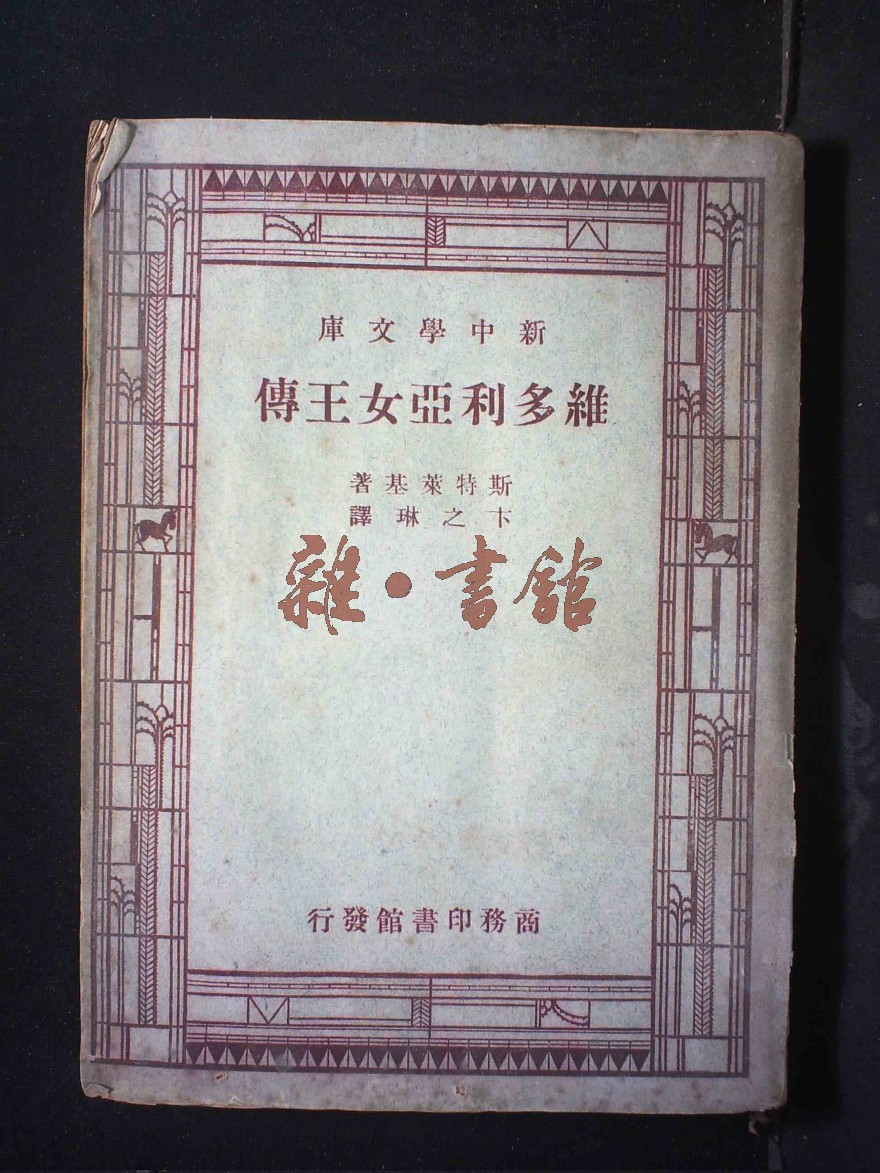 新中學文庫
維多利亞女王傳
斯特萊基著
卞之琳譯
雜·書館
商務印書館發行